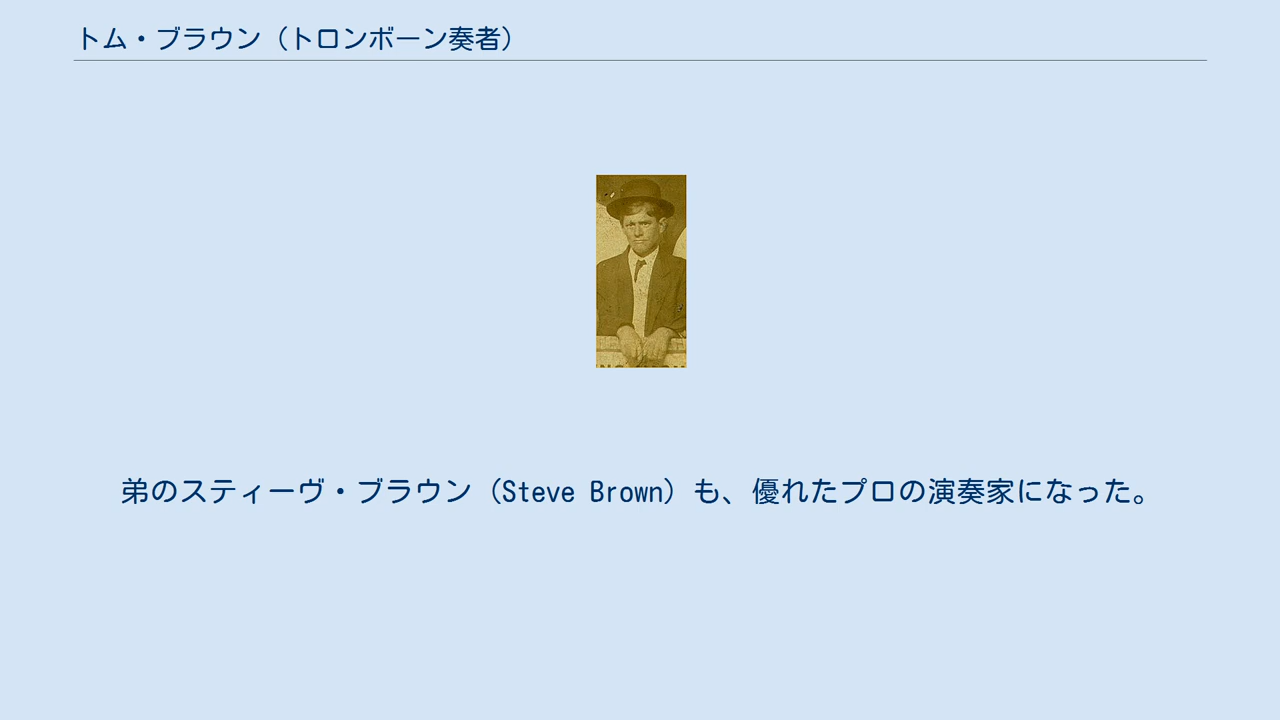 トム・ブラウン（トロンボーン奏者）
弟のスティーヴ・ブラウン（Steve Brown）も、優れたプロの演奏家になった。